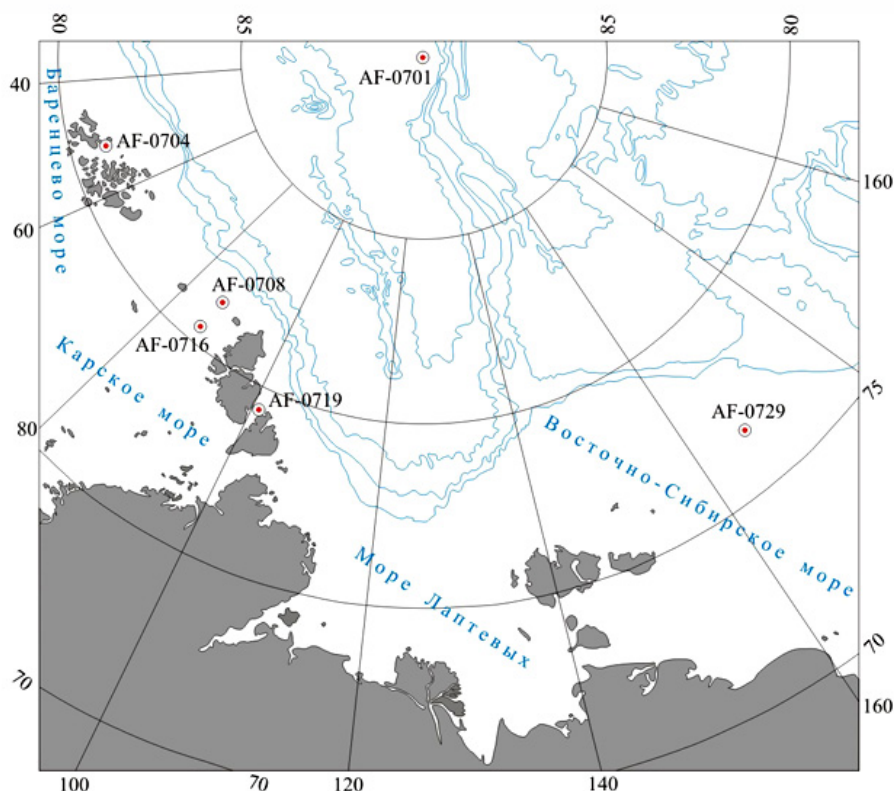 80
85
85
80
40
AF-0701
Баренцево море
AF-0704
160
60
AF-0708
AF-0716
Карское море
75
AF-0719
AF-0729
80
Восточно-Сибирское море
Море Лаптевых
70
70
160
100
70
120
140